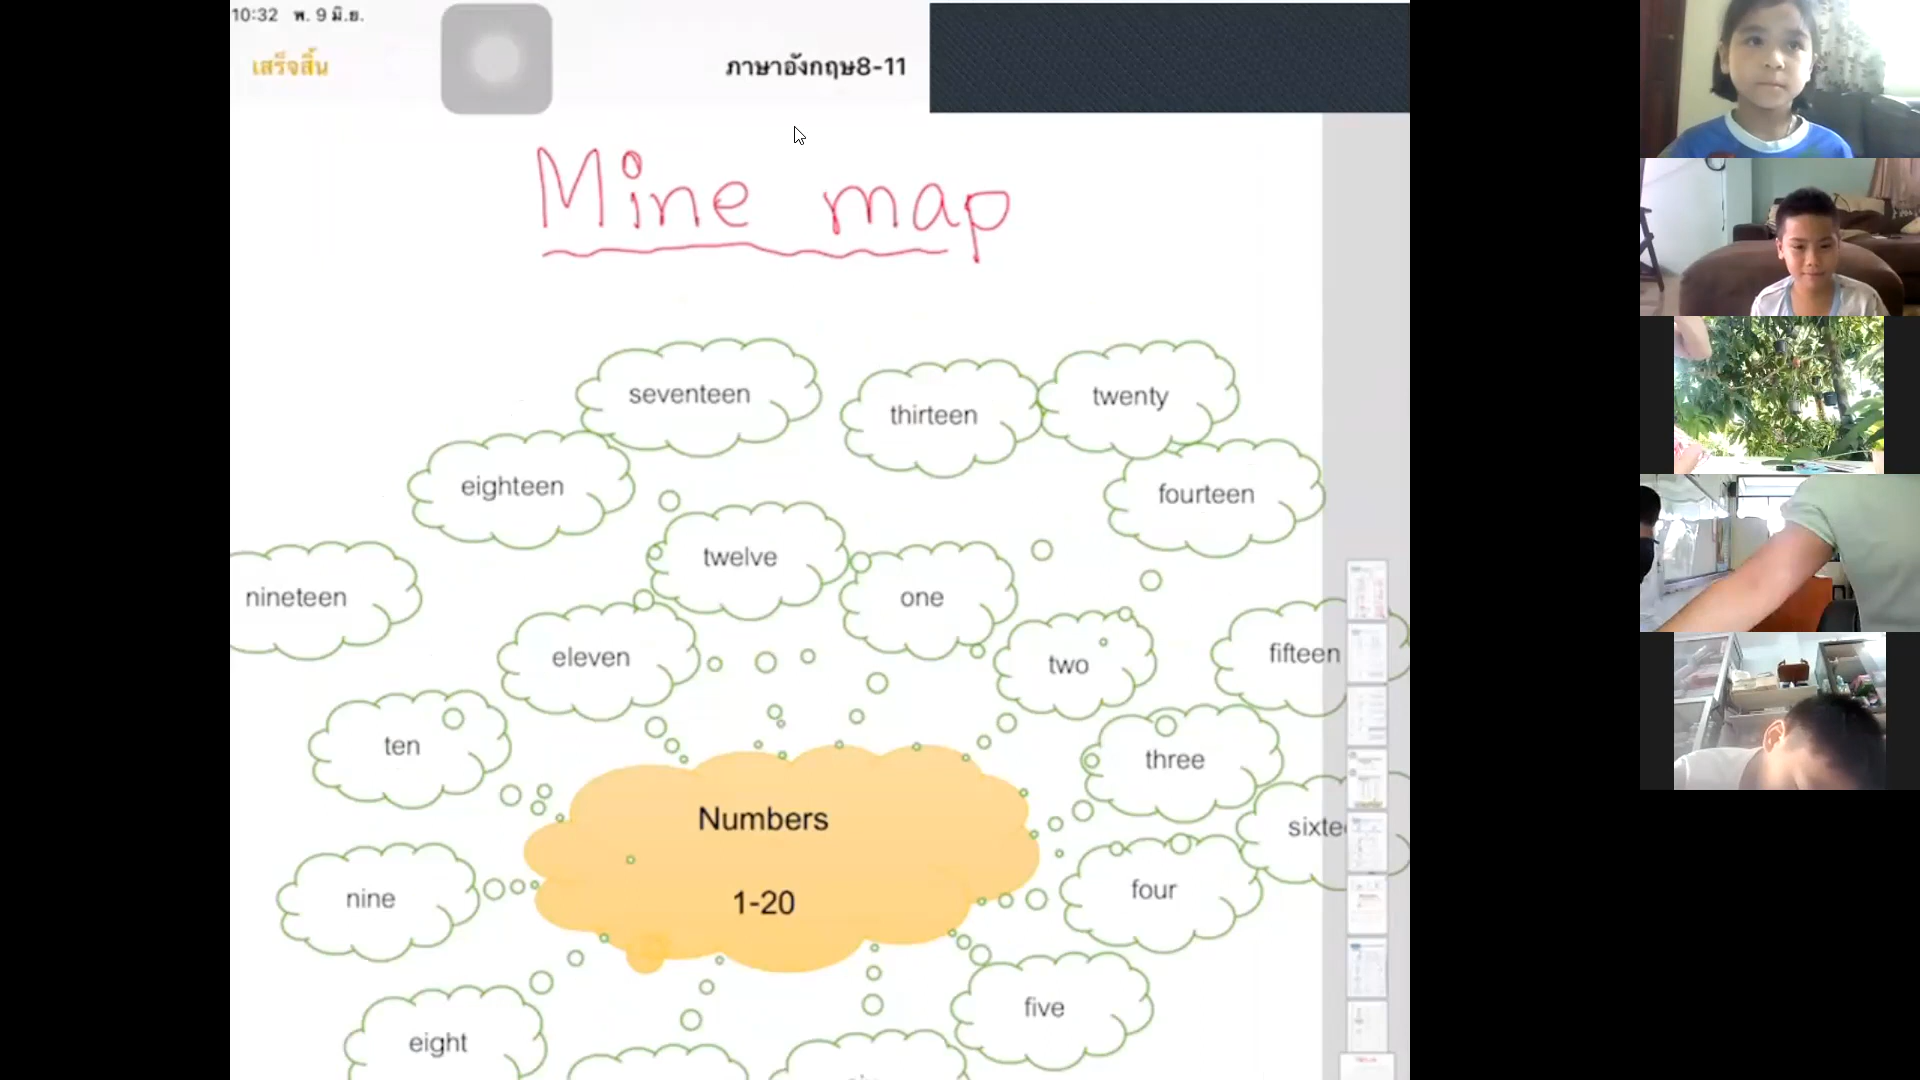 10:32 พ. 9 มิ.ย.
เสร็จสิ้น
ภาษาอังกฤษ8-11
Mine map
seventeen
thirteen
twenty
eighteen
fourteen
twelve
nineteen
one
eleven
two
fifteen
ten
three
Numbers
sixtee
nine
1-20
four
five
eight